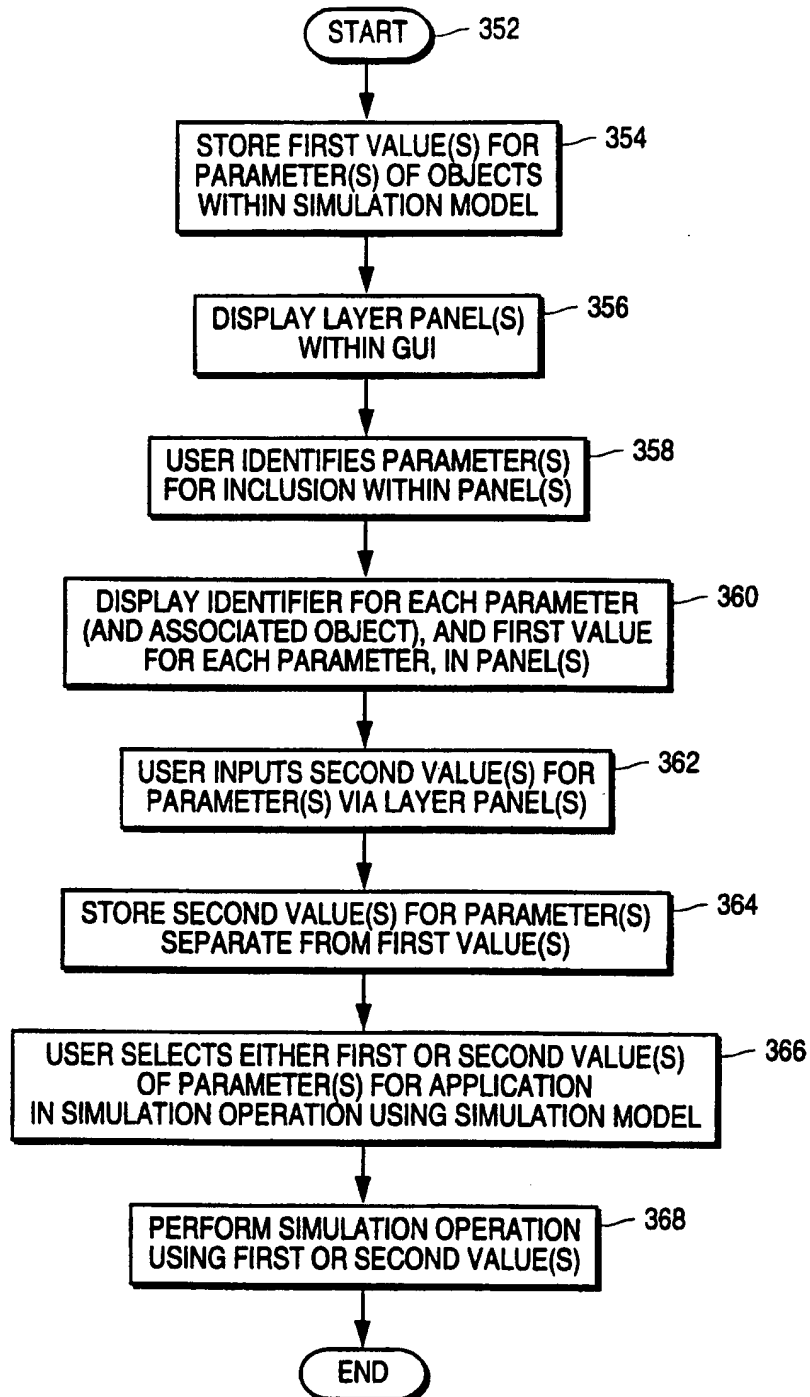 START
352
STORE FIRST VALUE(S) FOR
PARAMETER(S) OF OBJECTS
WITHIN SIMULATION MODEL
354
DISPLAY LAYER PANEL(S)
WITHIN GUI
356
USER IDENTIFIES PARAMETER(S)
FOR INCLUSION WITHIN PANEL(S)
358
DISPLAY IDENTIFIER FOR EACH PARAMETER
(AND ASSOCIATED OBJECT), AND FIRST VALUE
FOR EACH PARAMETER, IN PANEL(S)
360
USER INPUTS SECOND VALUE(S) FOR
PARAMETER(S) VIA LAYER PANEL(S)
362
STORE SECOND VALUE(S) FOR PARAMETER(S)
SEPARATE FROM FIRST VALUE(S)
364
USER SELECTS EITHER FIRST OR SECOND VALUE(S)
OF PARAMETER(S) FOR APPLICATION
IN SIMULATION OPERATION USING SIMULATION MODEL
366
PERFORM SIMULATION OPERATION
USING FIRST OR SECOND VALUE(S)
368
END